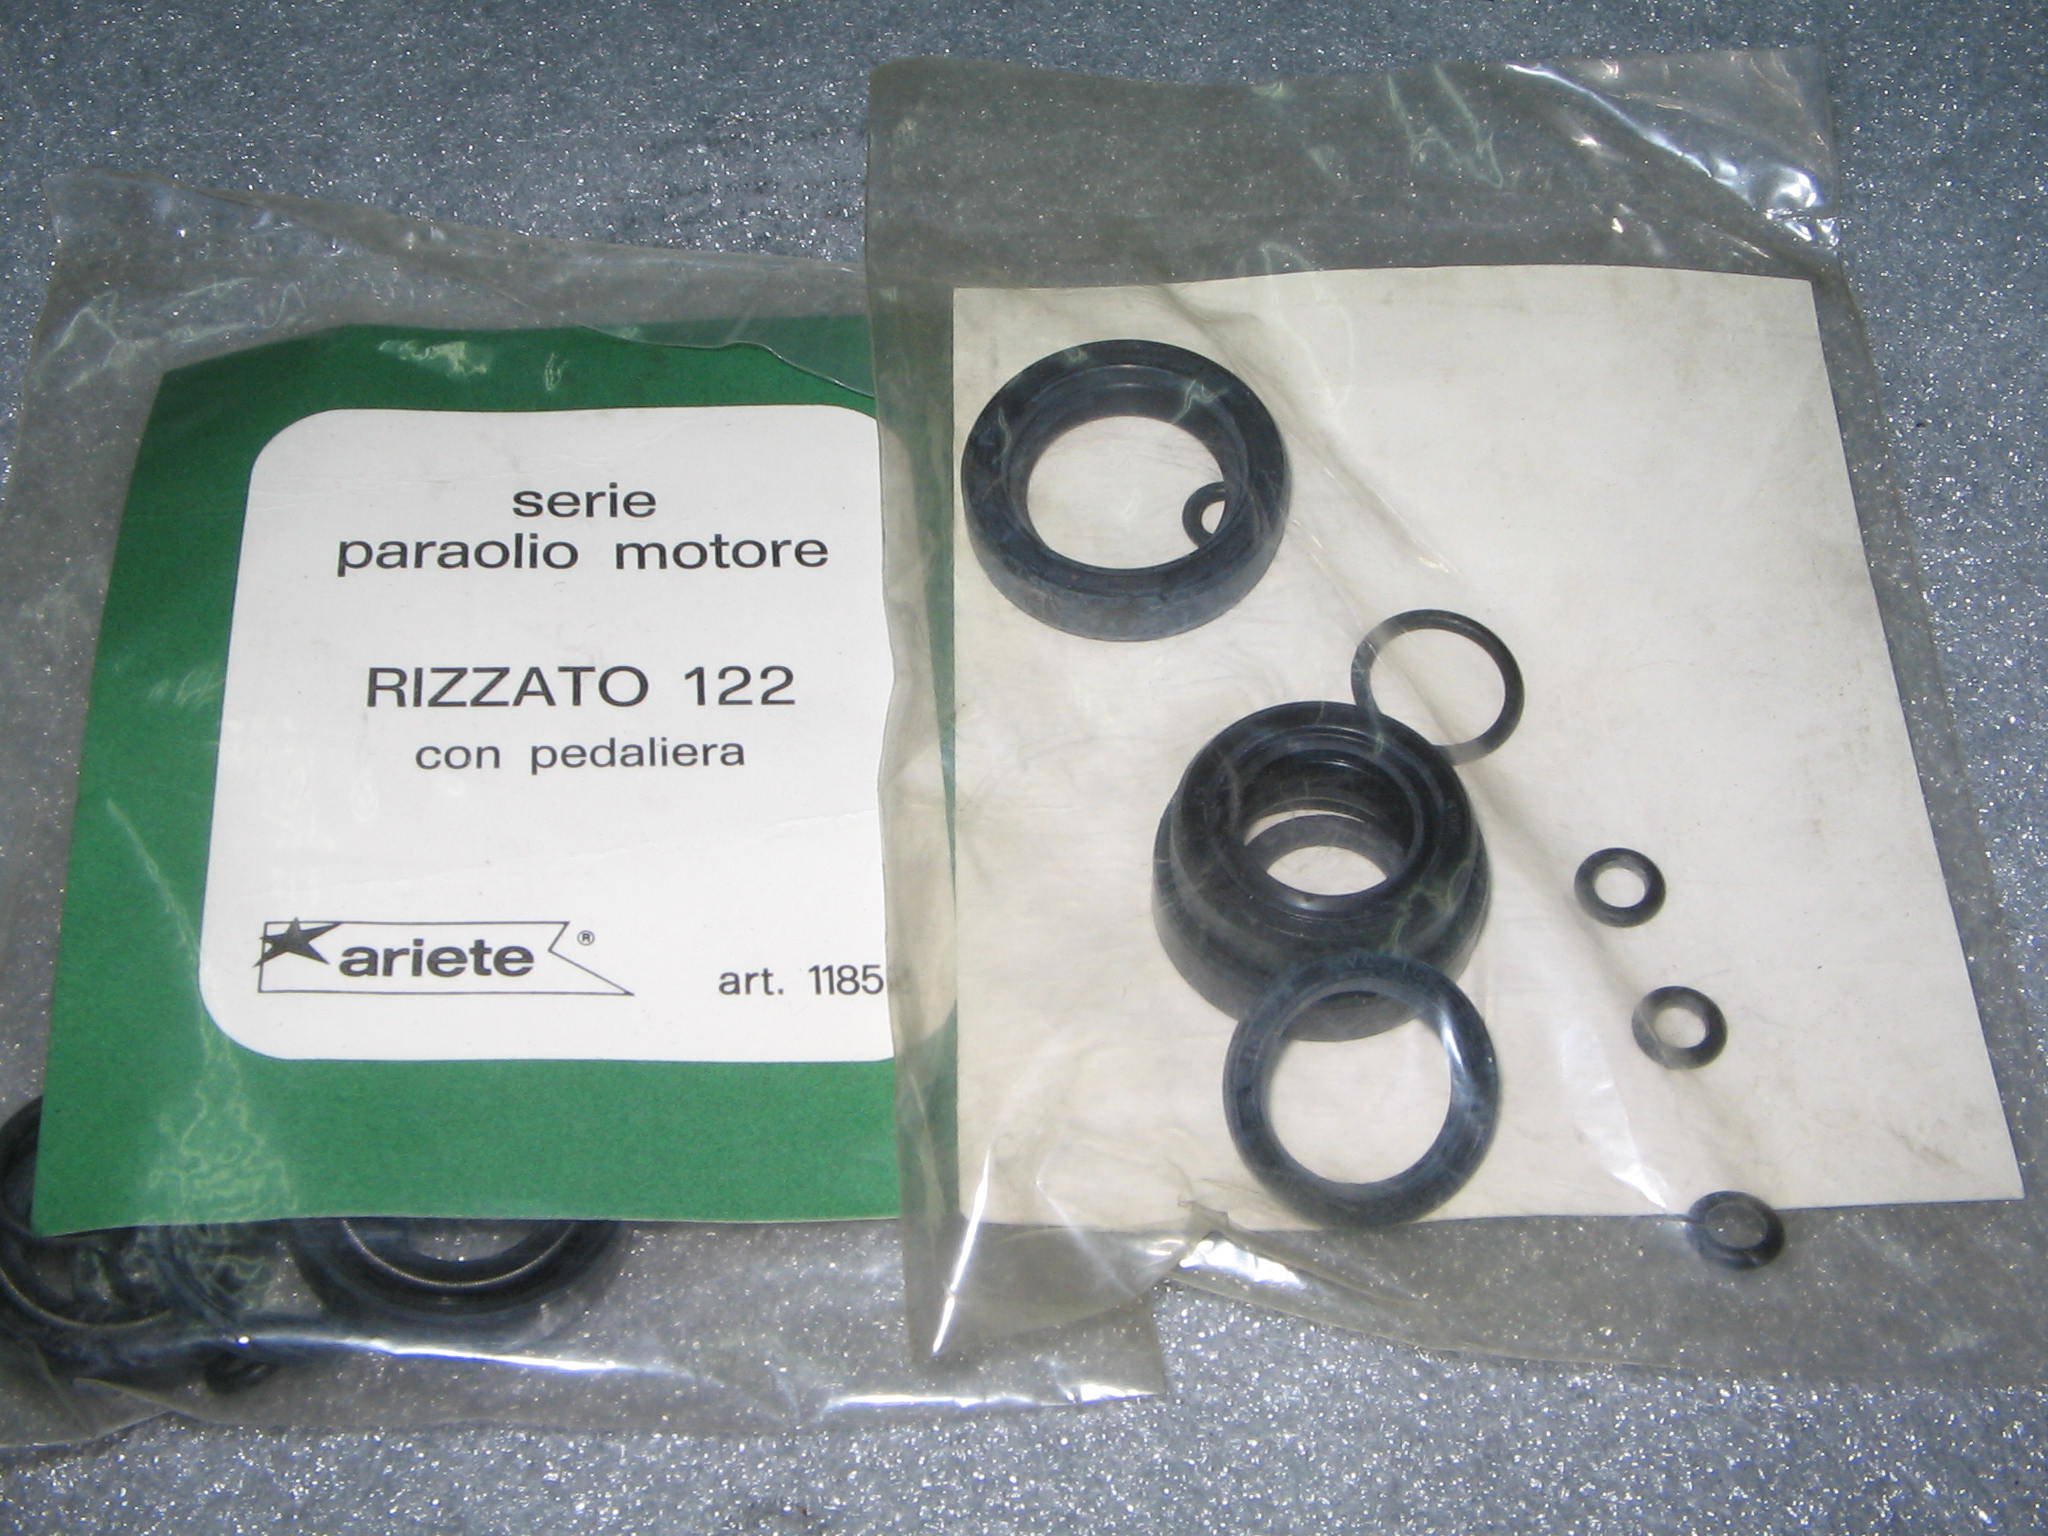 serie
paraolio motore
RIZZATO 122
con pedaliera
ariete ®
art. 1185